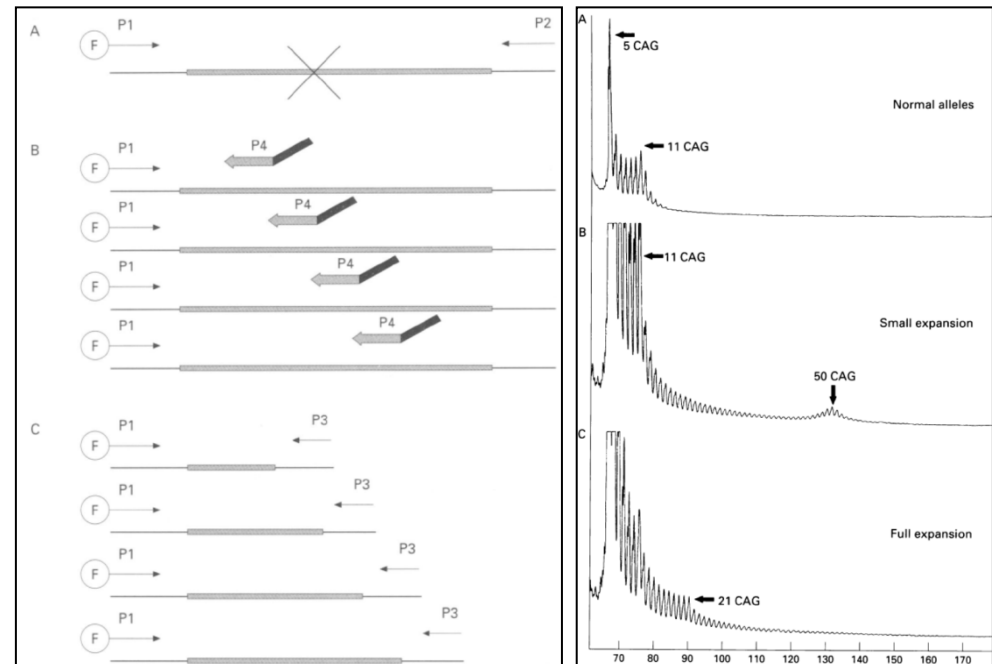 A
P1
P2
F
B
P1
P4
F
P1
P4
F
P1
P4
F
P1
P4
F
C
P1
P3
F
P1
P3
F
P1
P3
F
P1
P3
F
A
5 CAG
Normal alleles
11 CAG
B
11 CAG
Small expansion
50 CAG
C
Full expansion
21 CAG
70 80 90 100 110 120 130 140 150 160 170